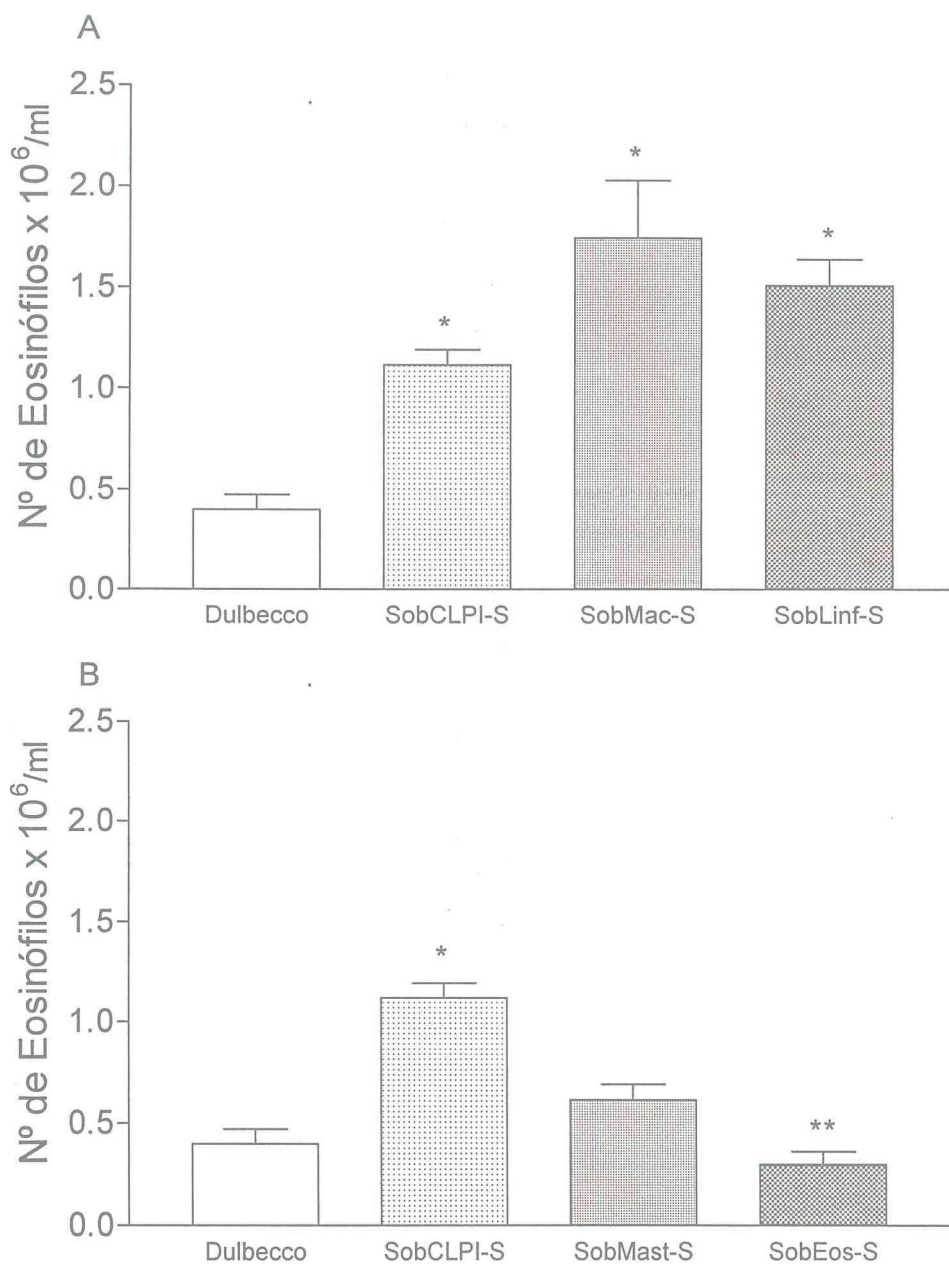 A
Nº de Eosinófilos x 10⁶/ml
2.5
2.0
1.5
1.0
0.5
0.0
*
*
*
Dulbecco SobCLPI-S SobMac-S SobLinf-S
B
Nº de Eosinófilos x 10⁶/ml
2.5
2.0
1.5
1.0
0.5
0.0
*
**
Dulbecco SobCLPI-S SobMast-S SobEos-S